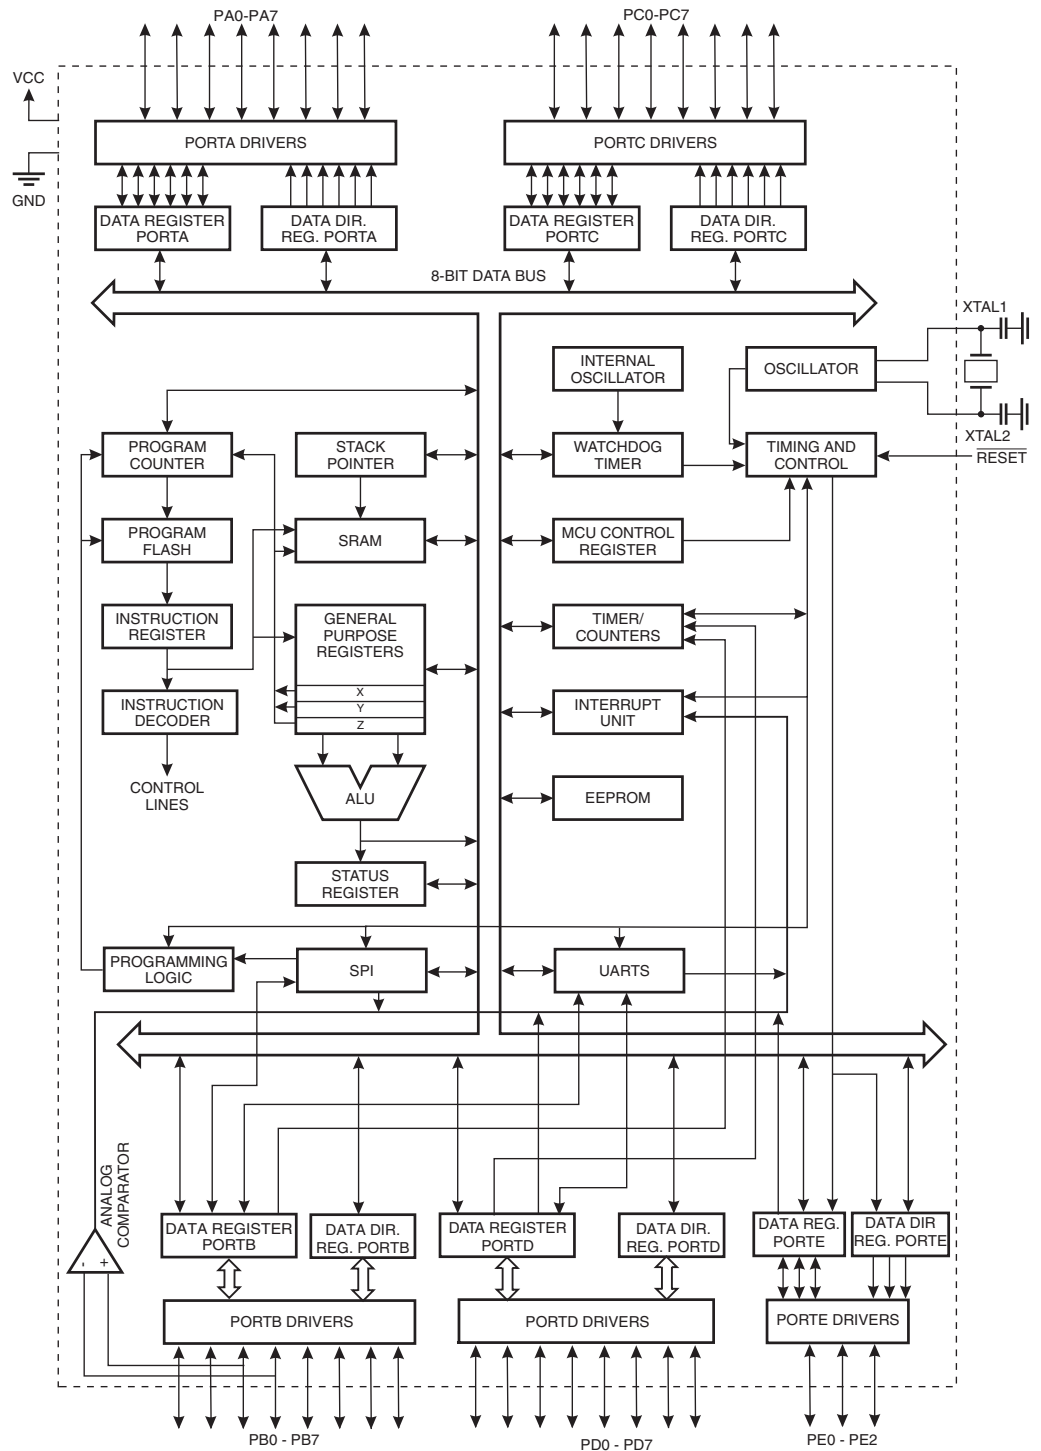 PA0-PA7
PC0-PC7
VCC
PORTA DRIVERS
PORTC DRIVERS
GND
DATA REGISTER
PORTA
DATA DIR.
REG. PORTA
DATA REGISTER
PORTC
DATA DIR.
REG. PORTC
8-BIT DATA BUS
XTAL1
INTERNAL
OSCILLATOR
OSCILLATOR
XTAL2
PROGRAM
COUNTER
STACK
POINTER
WATCHDOG
TIMER
TIMING AND
CONTROL
RESET
PROGRAM
FLASH
SRAM
MCU CONTROL
REGISTER
INSTRUCTION
REGISTER
GENERAL
PURPOSE
REGISTERS
X
Y
Z
TIMER/
COUNTERS
INSTRUCTION
DECODER
INTERRUPT
UNIT
CONTROL
LINES
ALU
EEPROM
STATUS
REGISTER
PROGRAMMING
LOGIC
SPI
UARTS
ANALOG
COMPARATOR
- +
DATA REGISTER
PORTB
DATA DIR.
REG. PORTB
DATA REGISTER
PORTD
DATA DIR.
REG. PORTD
DATA REG.
PORTE
DATA DIR
REG. PORTE
PORTB DRIVERS
PORTD DRIVERS
PORTE DRIVERS
PB0 - PB7
PD0 - PD7
PE0 - PE2